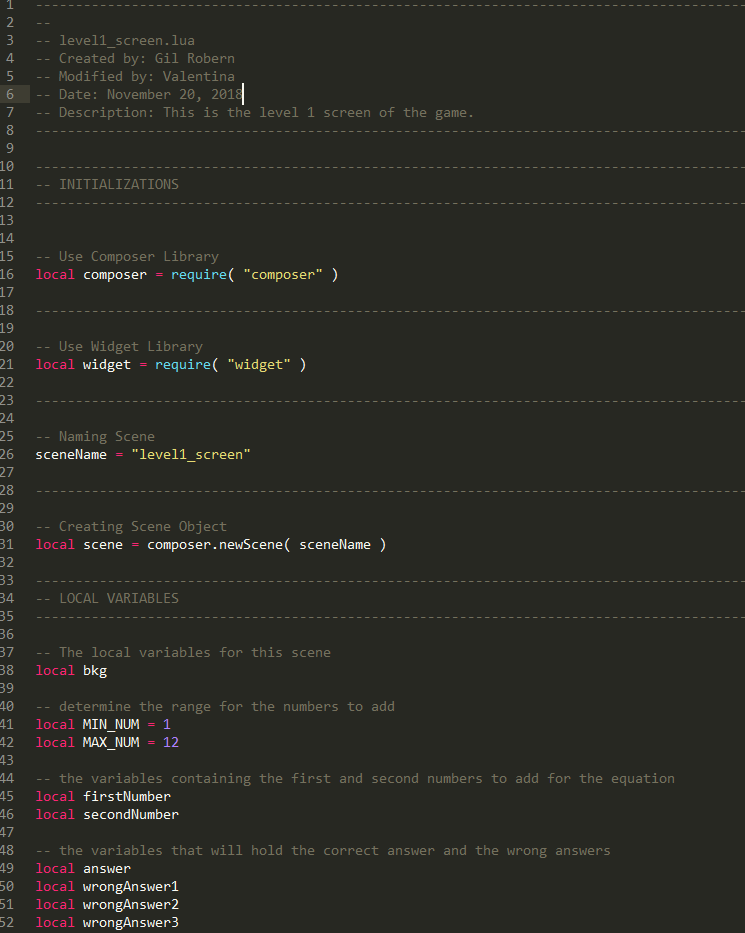 1 -----------------------------------------------------------------------------------------
2 --
3 -- level1_screen.lua
4 -- Created by: Gil Robern
5 -- Modified by: Valentina
6 -- Date: November 20, 2018
7 -- Description: This is the level 1 screen of the game.
8 -----------------------------------------------------------------------------------------
9
10 -----------------------------------------------------------------------------------------
11 -- INITIALIZATIONS
12 -----------------------------------------------------------------------------------------
13
14
15 -- Use Composer Library
16 local composer = require( "composer" )
17
18 -----------------------------------------------------------------------------------------
19
20 -- Use Widget Library
21 local widget = require( "widget" )
22
23 -----------------------------------------------------------------------------------------
24
25 -- Naming Scene
26 sceneName = "level1_screen"
27
28 -----------------------------------------------------------------------------------------
29
30 -- Creating Scene Object
31 local scene = composer.newScene( sceneName )
32
33 -----------------------------------------------------------------------------------------
34 -- LOCAL VARIABLES
35 -----------------------------------------------------------------------------------------
36
37 -- The local variables for this scene
38 local bkg
39
40 -- determine the range for the numbers to add
41 local MIN_NUM = 1
42 local MAX_NUM = 12
43
44 -- the variables containing the first and second numbers to add for the equation
45 local firstNumber
46 local secondNumber
47
48 -- the variables that will hold the correct answer and the wrong answers
49 local answer
50 local wrongAnswer1
51 local wrongAnswer2
52 local wrongAnswer3